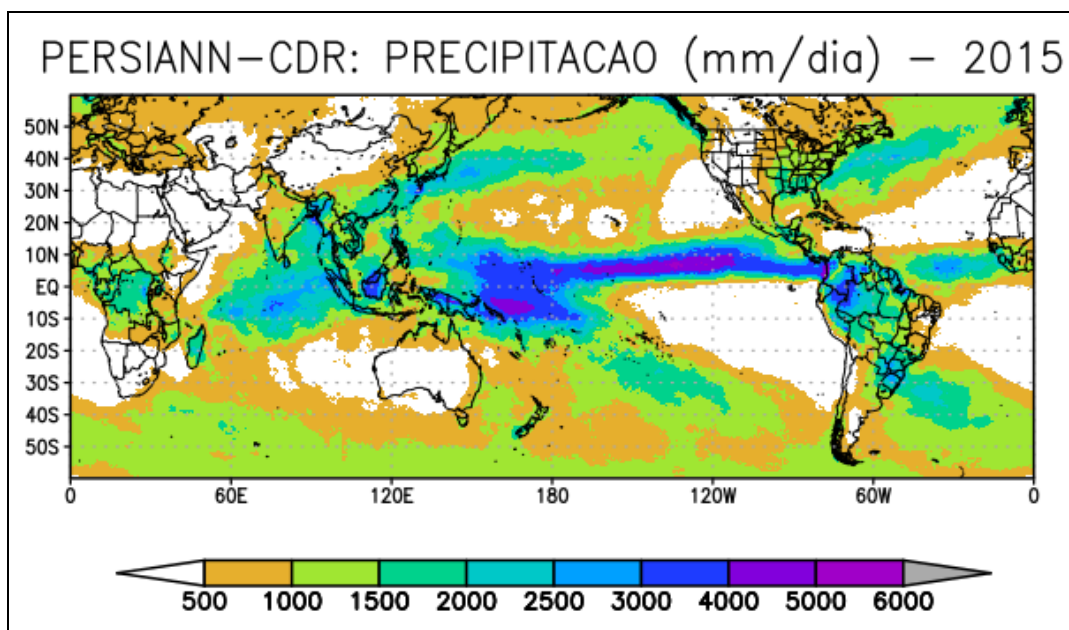 PERSIANN-CDR: PRECIPITACAO (mm/dia) - 2015
50N
40N
30N
20N
10N
EQ
10S
20S
30S
40S
50S
0 60E 120E 180 120W 60W 0
500 1000 1500 2000 2500 3000 4000 5000 6000